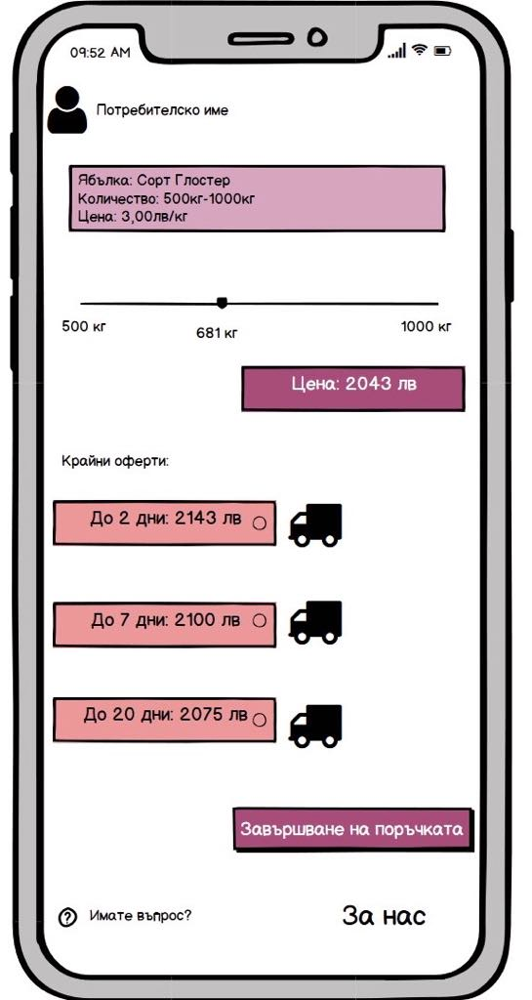 09:52 AM
Потребителско име
Ябълка: Сорт Глостер
Количество: 500кг-1000кг
Цена: 3,00лв/кг
500 кг
681 кг
1000 кг
Цена: 2043 лв
Крайни оферти:
До 2 дни: 2143 лв
До 7 дни: 2100 лв
До 20 дни: 2075 лв
Завършване на поръчката
? Имате въпрос?
За нас